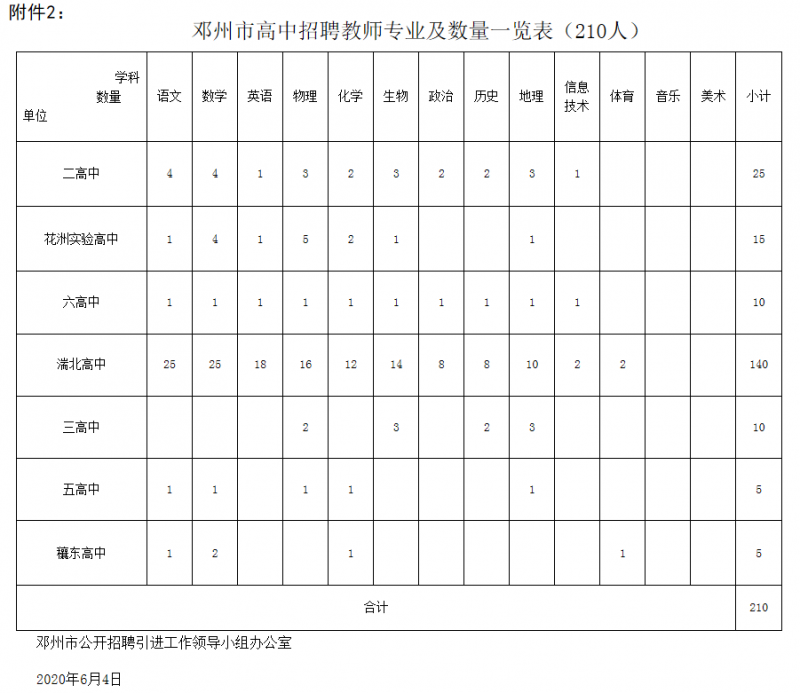 附件2：
邓州市高中招聘教师专业及数量一览表（210人）
学科
数量
单位
语文 数学 英语 物理 化学 生物 政治 历史 地理 信息技术 体育 音乐 美术 小计
二高中 4 4 1 3 2 3 2 2 3 1 25
花洲实验高中 1 4 1 5 2 1 1 15
六高中 1 1 1 1 1 1 1 1 1 1 10
湍北高中 25 25 18 16 12 14 8 8 10 2 2 140
三高中 2 3 2 3 10
五高中 1 1 1 1 1 5
穰东高中 1 2 1 1 5
合计 210
邓州市公开招聘引进工作领导小组办公室
2020年6月4日